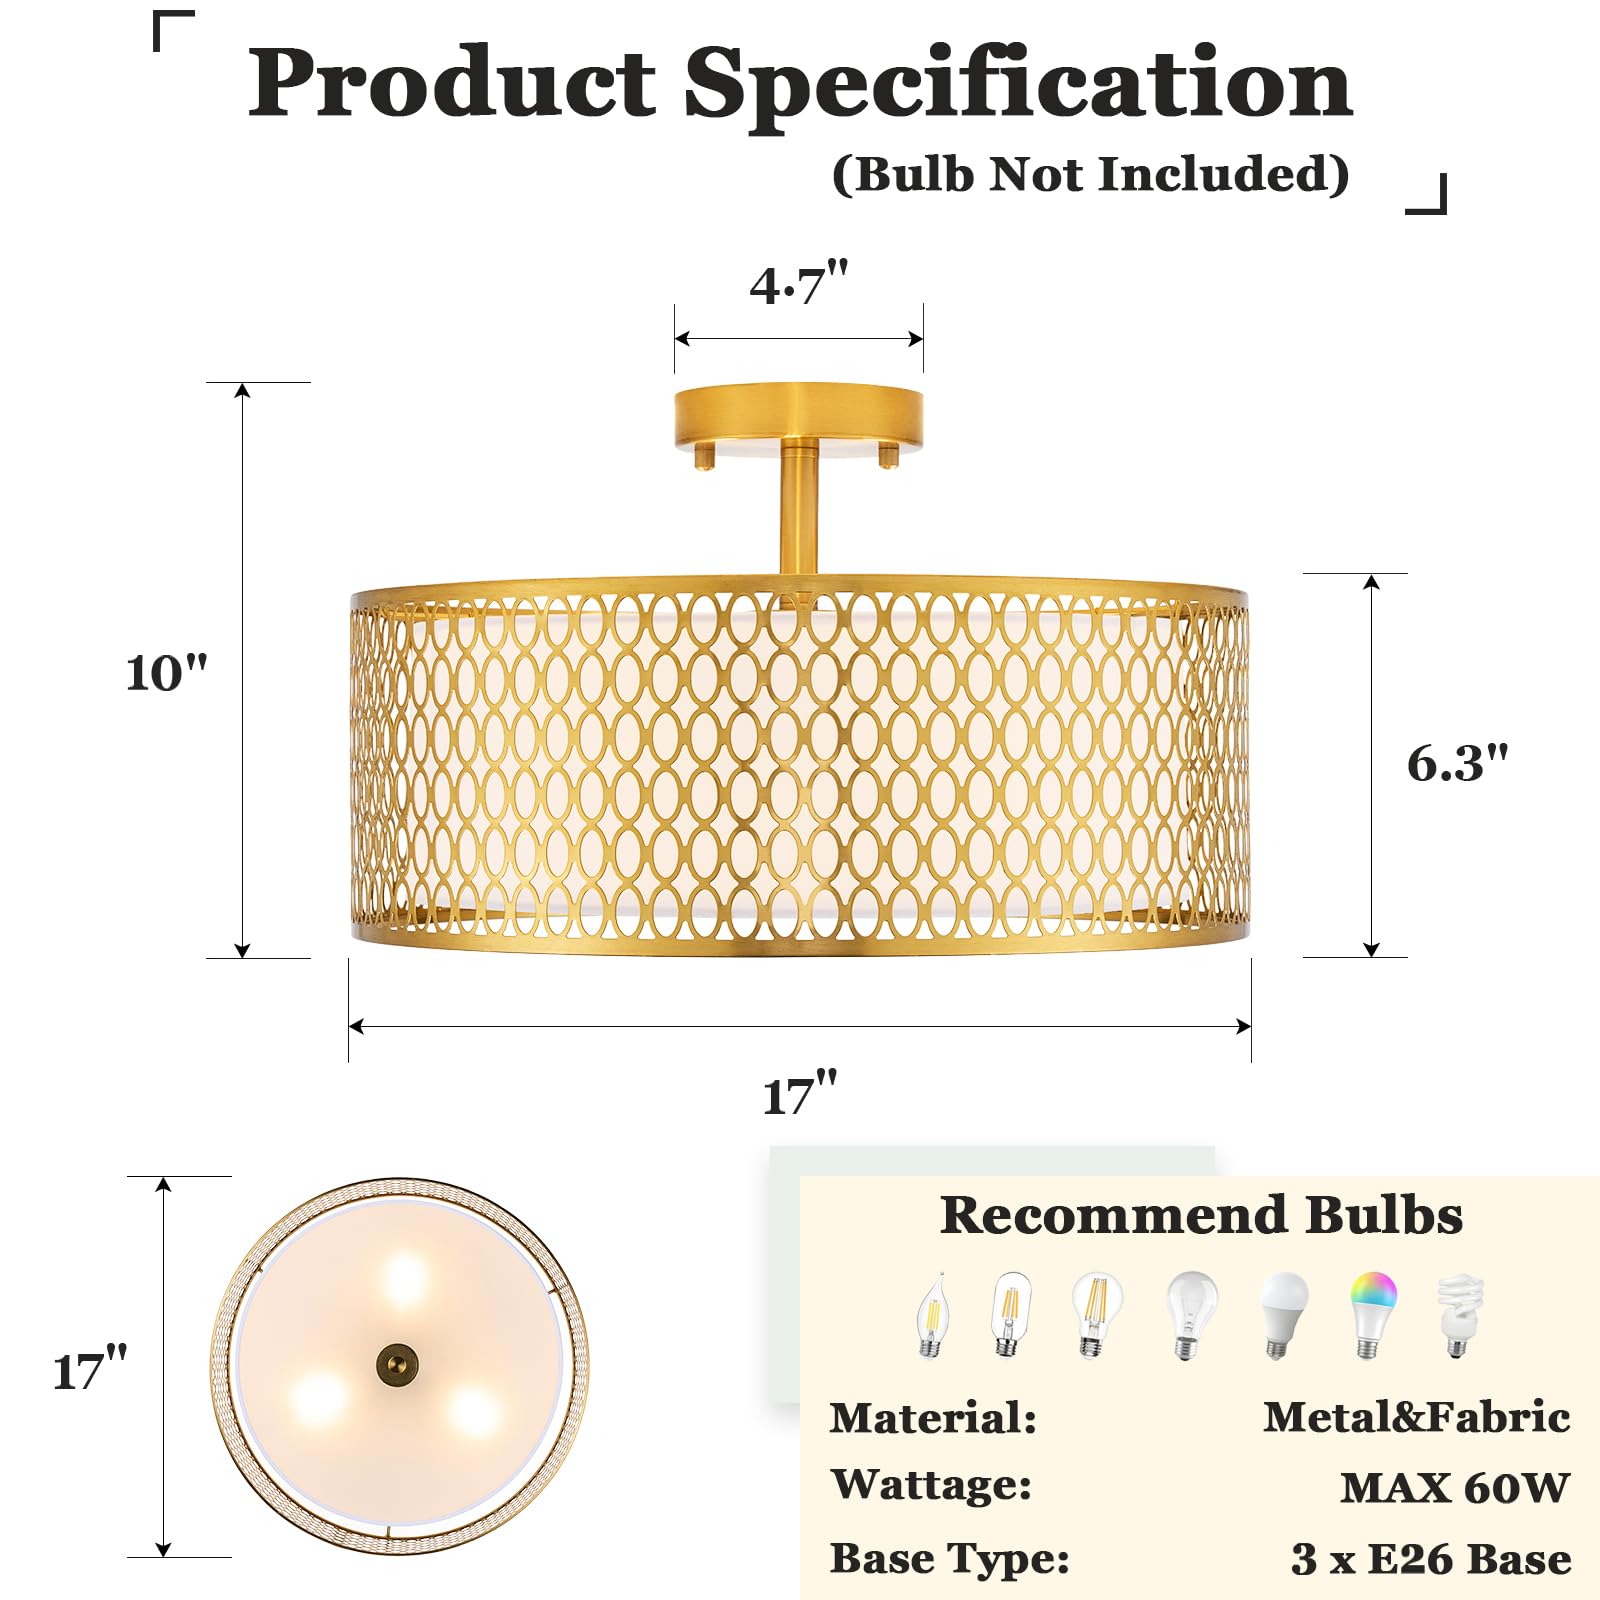 Product Specification
(Bulb Not Included)
4·7"
10"
6.3"
17"
17"
Recommend Bulbs
Material: Metal&Fabric
Wattage: MAX 60W
Base Type: 3 x E26 Base